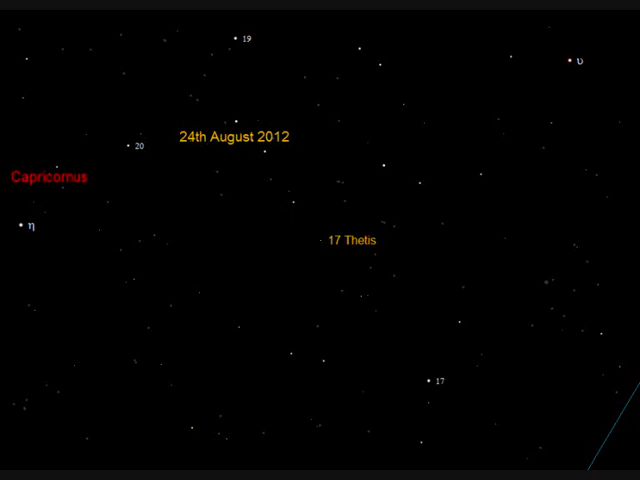 19
υ
24th August 2012
20
Capricornus
η
17 Thetis
17